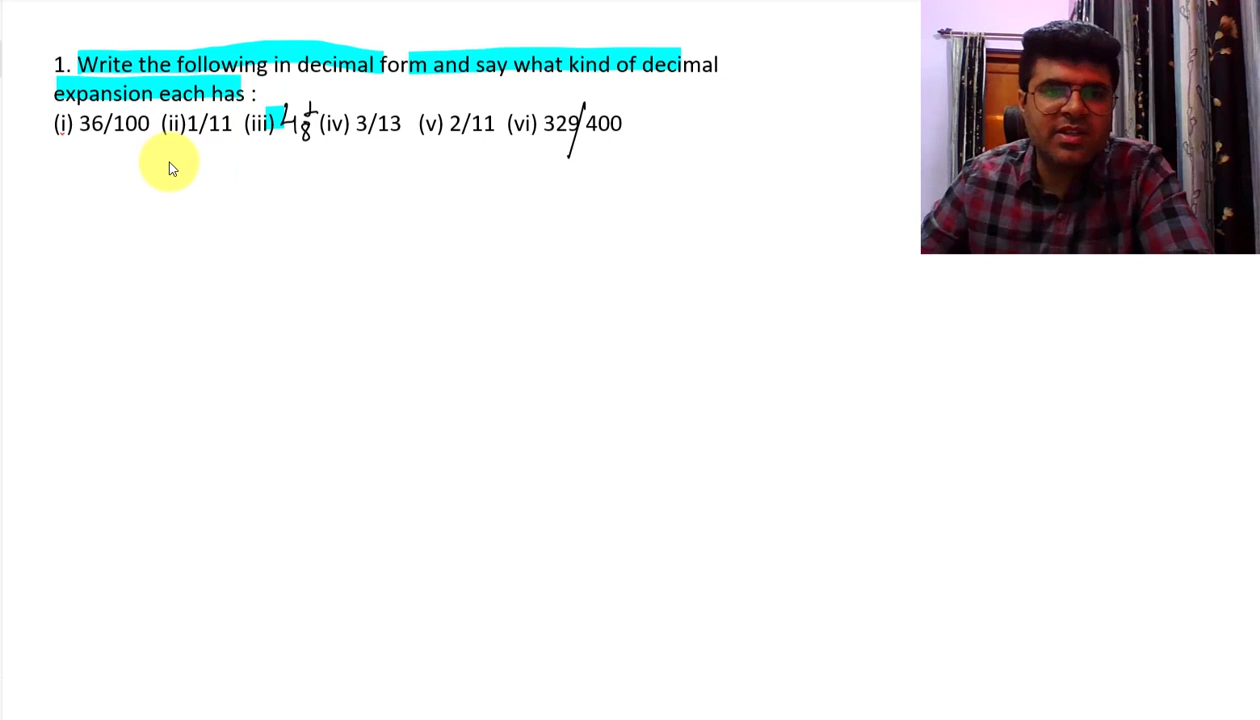 1. Write the following in decimal form and say what kind of decimal
expansion each has :
(i) 36/100 (ii)1/11 (iii) 4 1/8 (iv) 3/13 (v) 2/11 (vi) 329/400